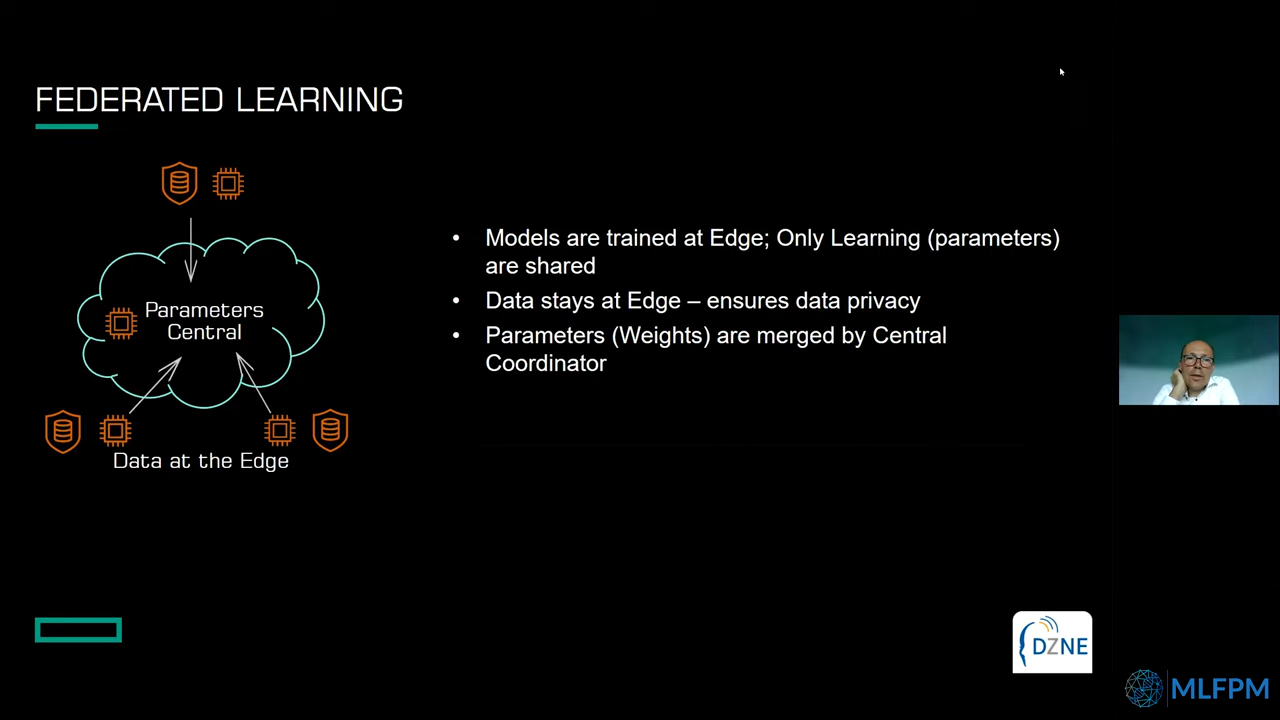 FEDERATED LEARNING
Parameters
Central
Data at the Edge
• Models are trained at Edge; Only Learning (parameters)
are shared
• Data stays at Edge – ensures data privacy
• Parameters (Weights) are merged by Central
Coordinator
DZNE
MLFPM